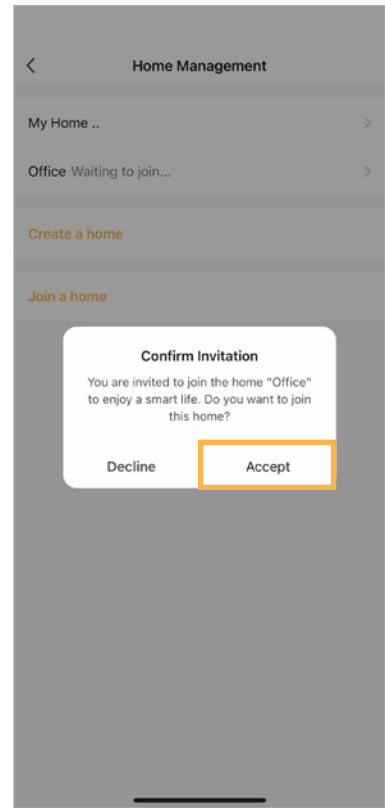 Home Management
My Home ..
Office Waiting to join...
Create a home
Join a home
Confirm Invitation
You are invited to join the home "Office"
to enjoy a smart life. Do you want to join
this home?
Decline Accept